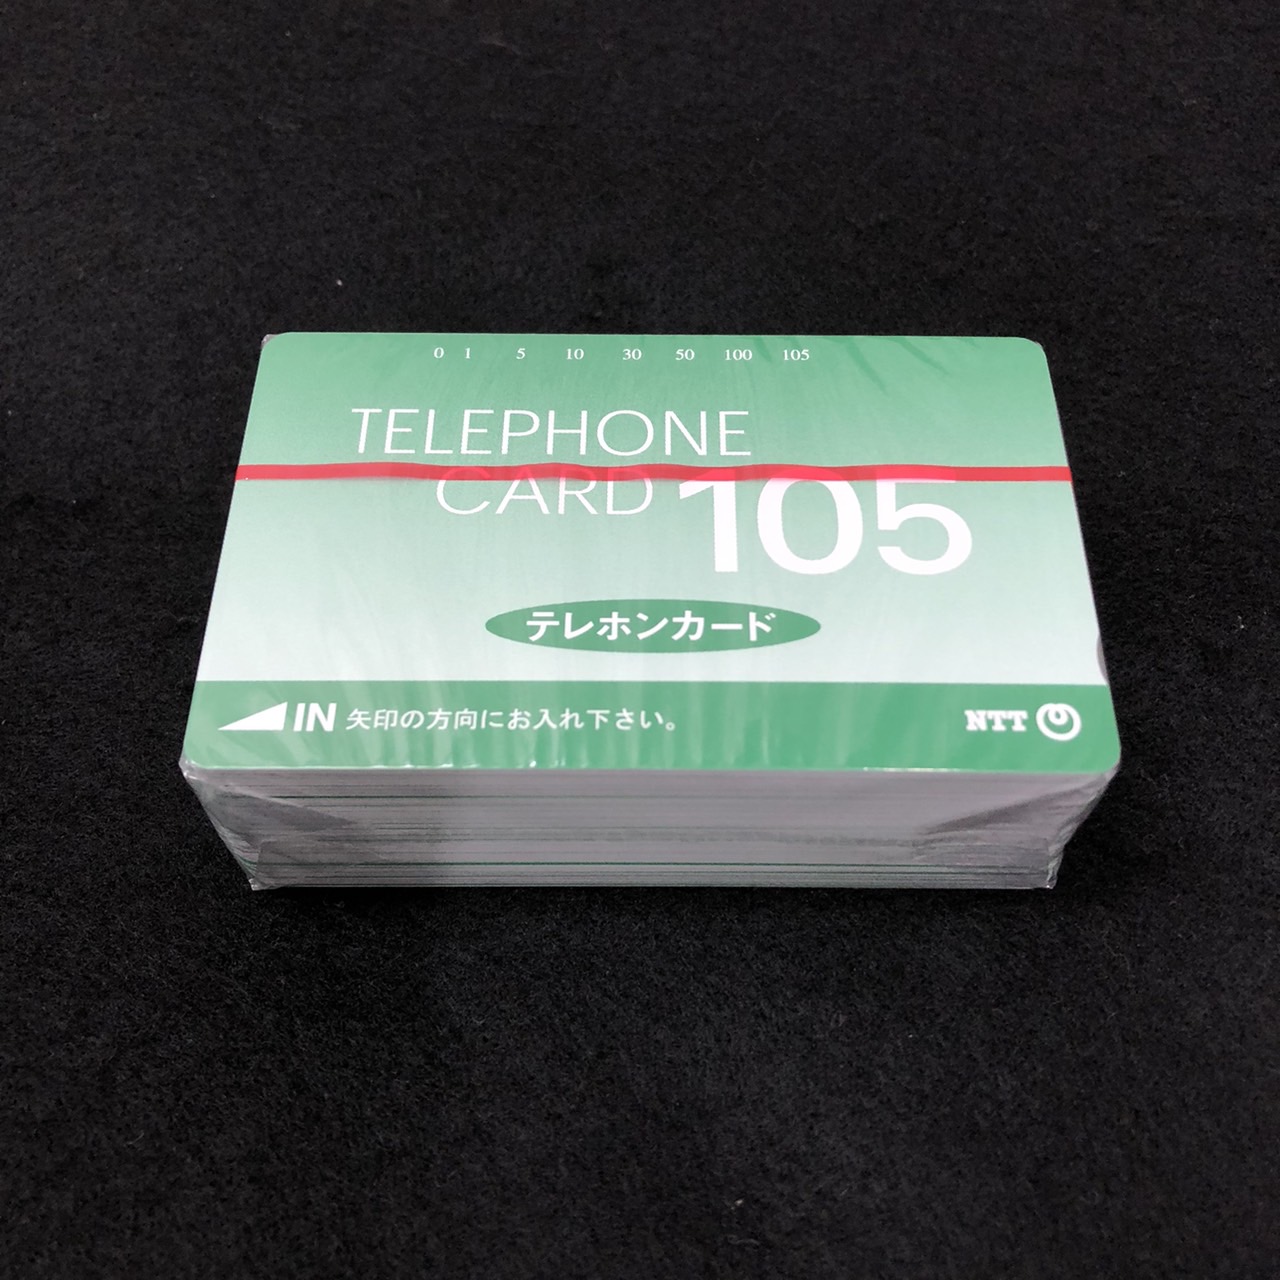 0 1 5 10 30 50 100 105
TELEPHONE
CARD 105
テレホンカード
IN 矢印の方向にお入れ下さい。
NTT